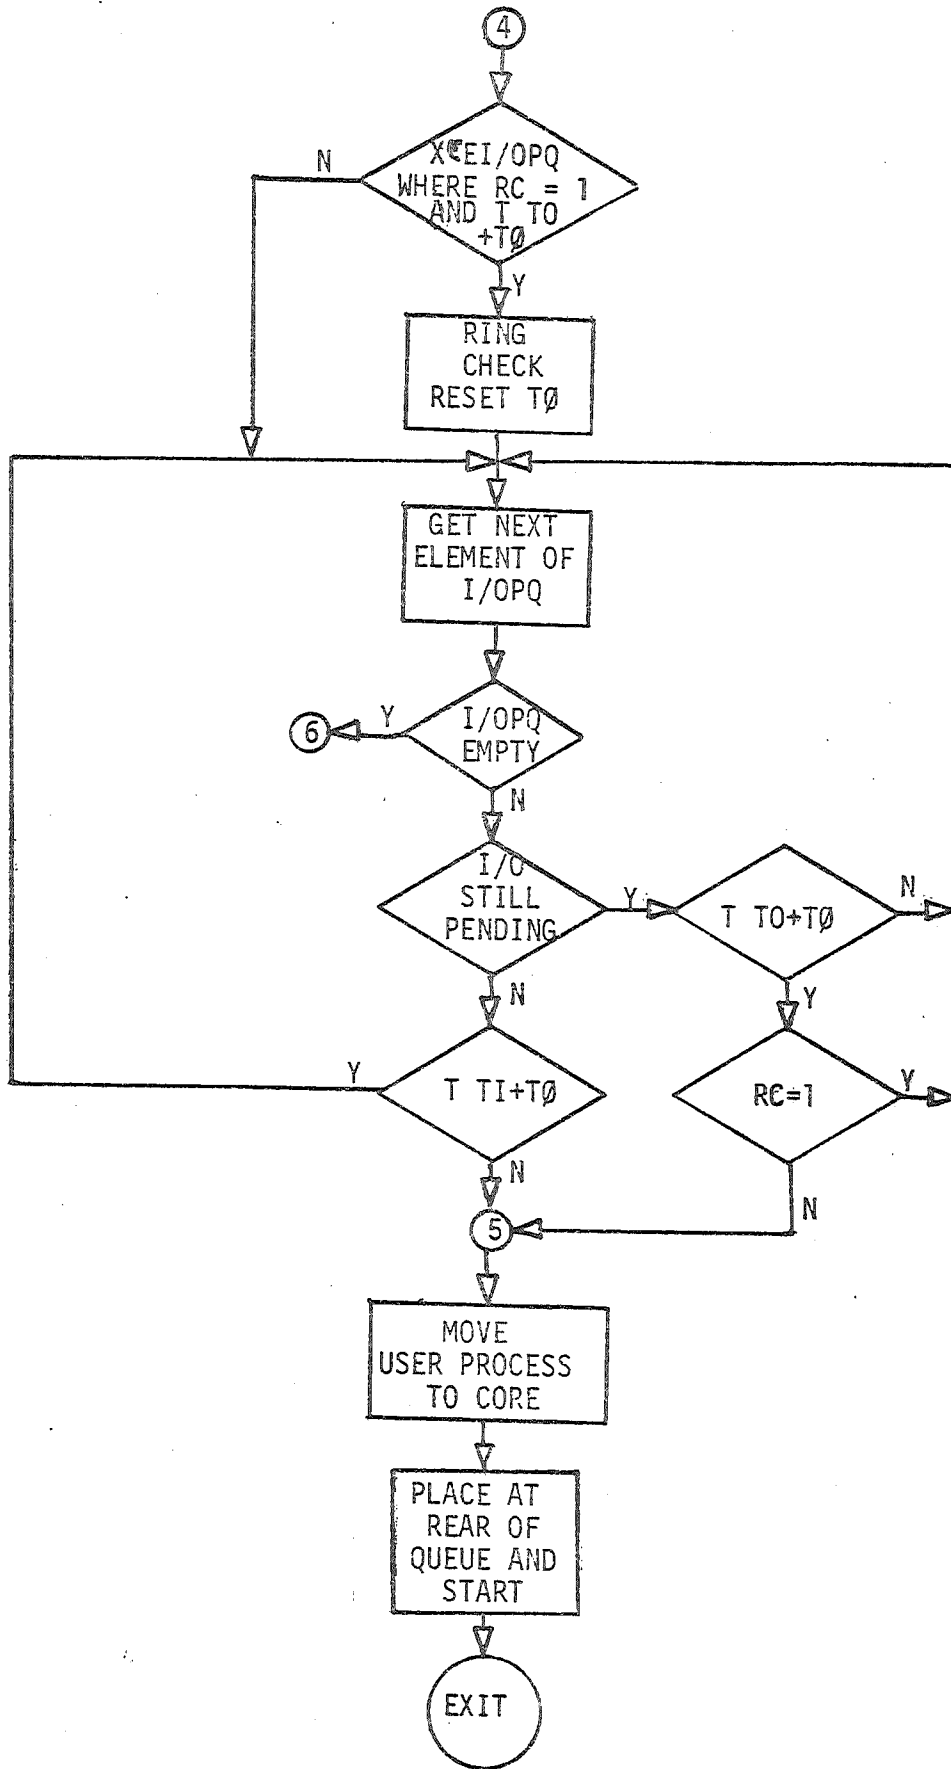 4
N
WHERE RC = 1
AND T TO
+TØ
Y
RING
CHECK
RESET TØ
GET NEXT
ELEMENT OF
I/OPQ
6
Y
I/OPQ
EMPTY
N
I/O
STILL
PENDING
Y
T TO+TØ
N
N
Y
Y
T TI+TØ
RC=1
Y
N
N
5
MOVE
USER PROCESS
TO CORE
PLACE AT
REAR OF
QUEUE AND
START
EXIT